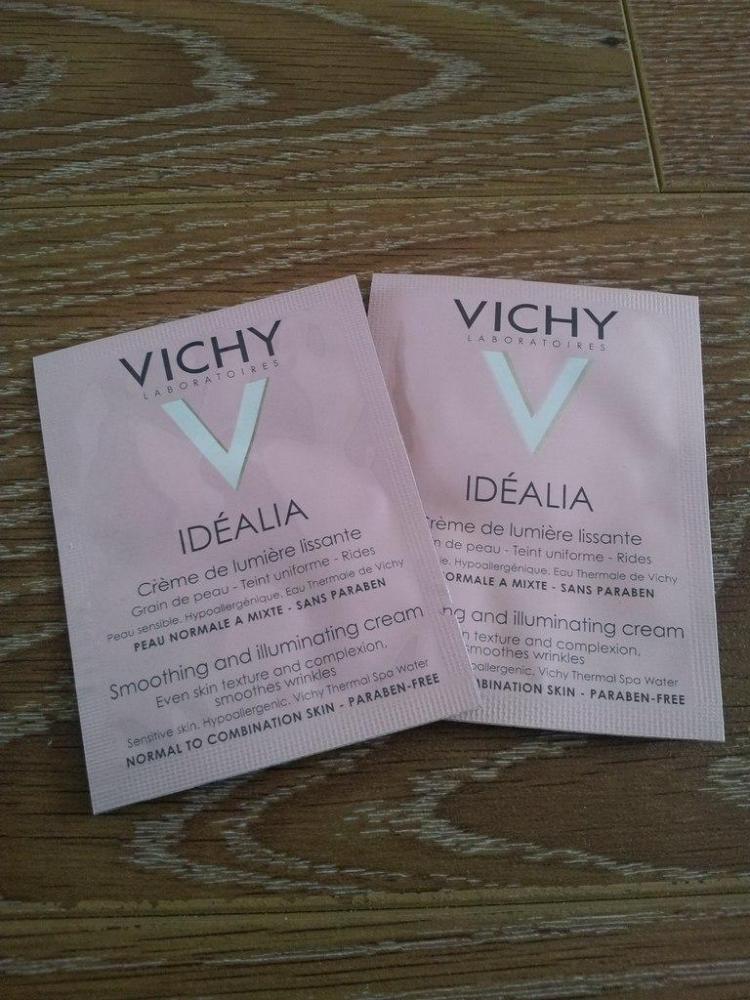 VICHY
LABORATOIRES
V
IDÉALIA
Crème de lumière lissante
Grain de peau - Teint uniforme - Rides
Peau sensible. Hypoallergénique. Eau Thermale de Vichy
PEAU NORMALE A MIXTE - SANS PARABEN
Smoothing and illuminating cream
Even skin texture and complexion,
smoothes wrinkles
Sensitive skin. Hypoallergenic. Vichy Thermal Spa Water
NORMAL TO COMBINATION SKIN - PARABEN-FREE
VICHY
LABORATOIRES
V
IDÉALIA
rème de lumière lissante
n de peau - Teint uniforme - Rides
le. Hypoallergénique. Eau Thermale de Vichy
ORMALE A MIXTE - SANS PARABEN
ng and illuminating cream
n texture and complexion,
smoothes wrinkles
oallergenic. Vichy Thermal Spa Water
MBINATION SKIN - PARABEN-FREE